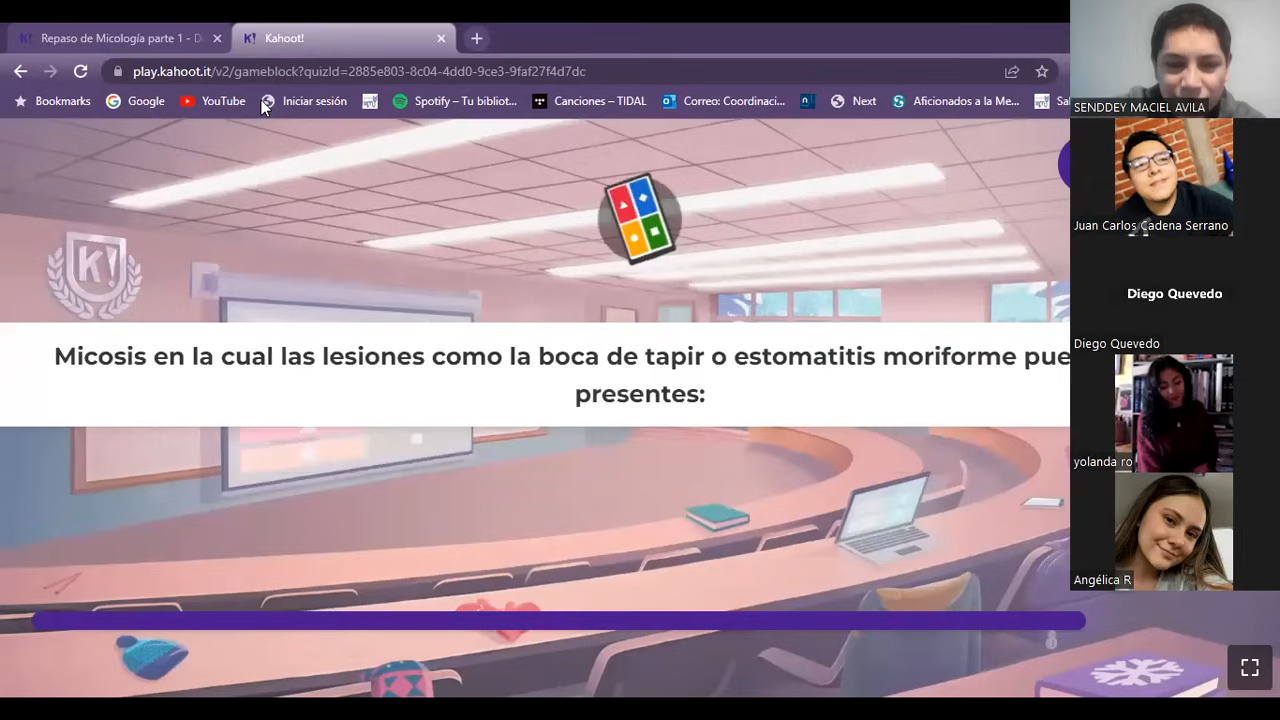 Repaso de Micología parte 1 - D
Kahoot!
play.kahoot.it/v2/gameblock?quizId=2885e803-8c04-4dd0-9ce3-9faf27f4d7dc
Bookmarks
Google
YouTube
Iniciar sesión
Spotify – Tu bibliot...
Canciones – TIDAL
Correo: Coordinaci...
Next
Aficionados a la Me...
Sal
K!
Micosis en la cual las lesiones como la boca de tapir o estomatitis moriforme pue
presentes:
SENDDEY MACIEL AVILA
Juan Carlos Cadena Serrano
Diego Quevedo
Diego Quevedo
yolanda ro
Angélica R